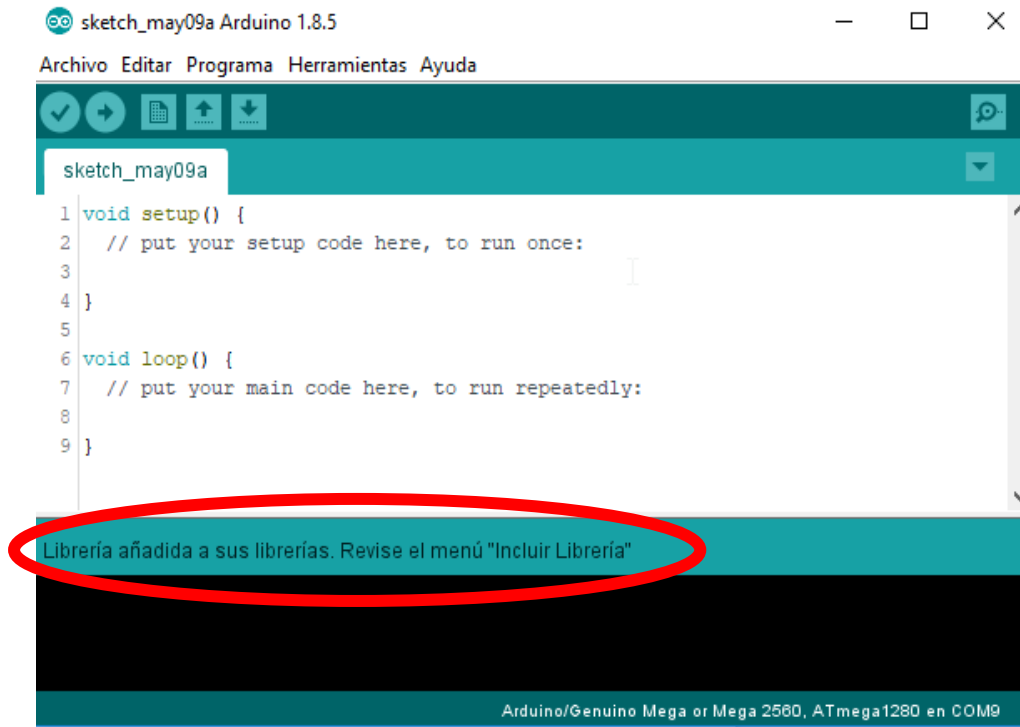 sketch_may09a Arduino 1.8.5
Archivo Editar Programa Herramientas Ayuda
sketch_may09a
1 void setup() {
2 // put your setup code here, to run once:
3
4 }
5
6 void loop() {
7 // put your main code here, to run repeatedly:
8
9 }
Librería añadida a sus librerías. Revise el menú "Incluir Librería"
Arduino/Genuino Mega or Mega 2560, ATmega1280 en COM9